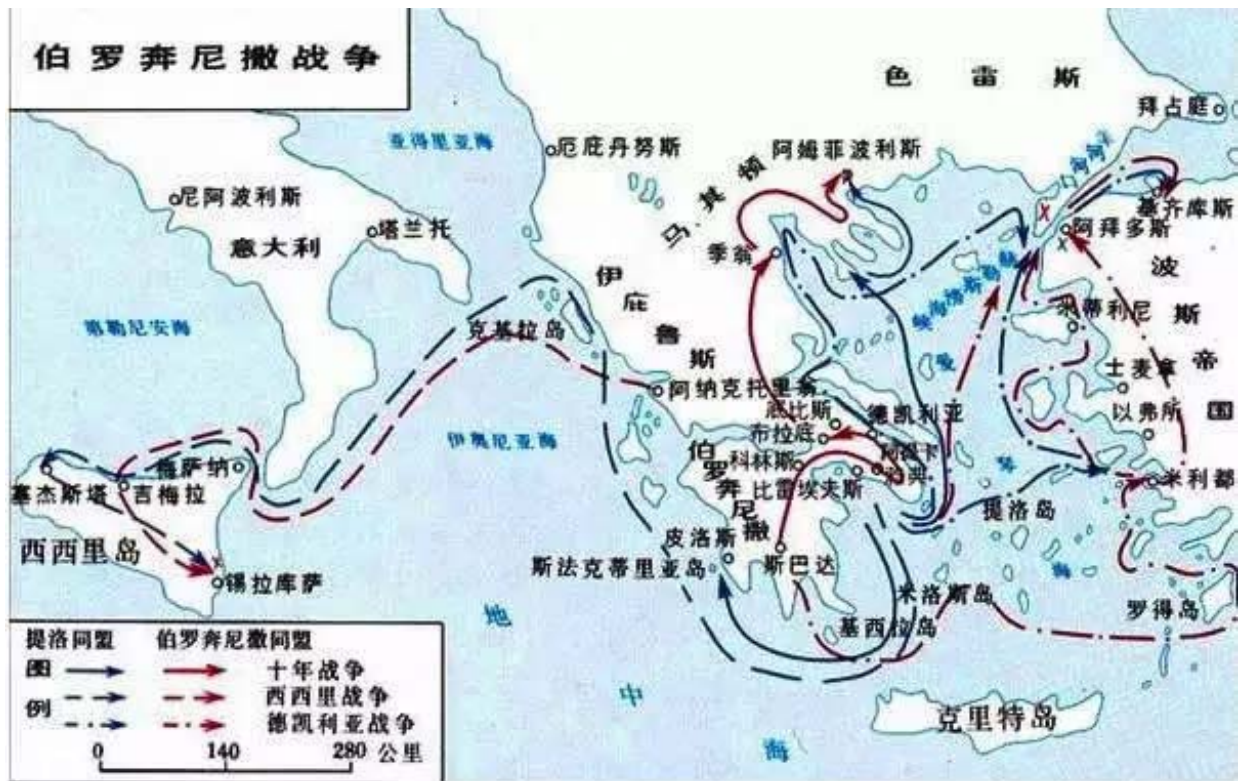 伯罗奔尼撒战争
色雷斯
拜占庭
亚得里亚海
厄庇丹努斯
阿姆菲波利斯
马其顿
尼阿波利斯
塔兰托
意大利
季翁
基齐库斯
阿拜多斯
波斯帝国
伊庇鲁斯
第勒尼安海
克基拉岛
米蒂利尼
爱琴海
士麦拿
阿纳克托里翁
底比斯
德凯利亚
以弗所
布拉底
伊奥尼亚海
伯罗奔尼撒
科林斯
阿提卡
雅典
梅萨纳
比雷埃夫斯
米利都
塞杰斯塔
吉梅拉
提洛岛
皮洛斯
西西里岛
斯法克蒂里亚岛
斯巴达
锡拉库萨
米洛斯岛
罗得岛
基西拉岛
地中海
克里特岛
提洛同盟
伯罗奔尼撒同盟
图例
十年战争
西西里战争
德凯利亚战争
0 140 280 公里